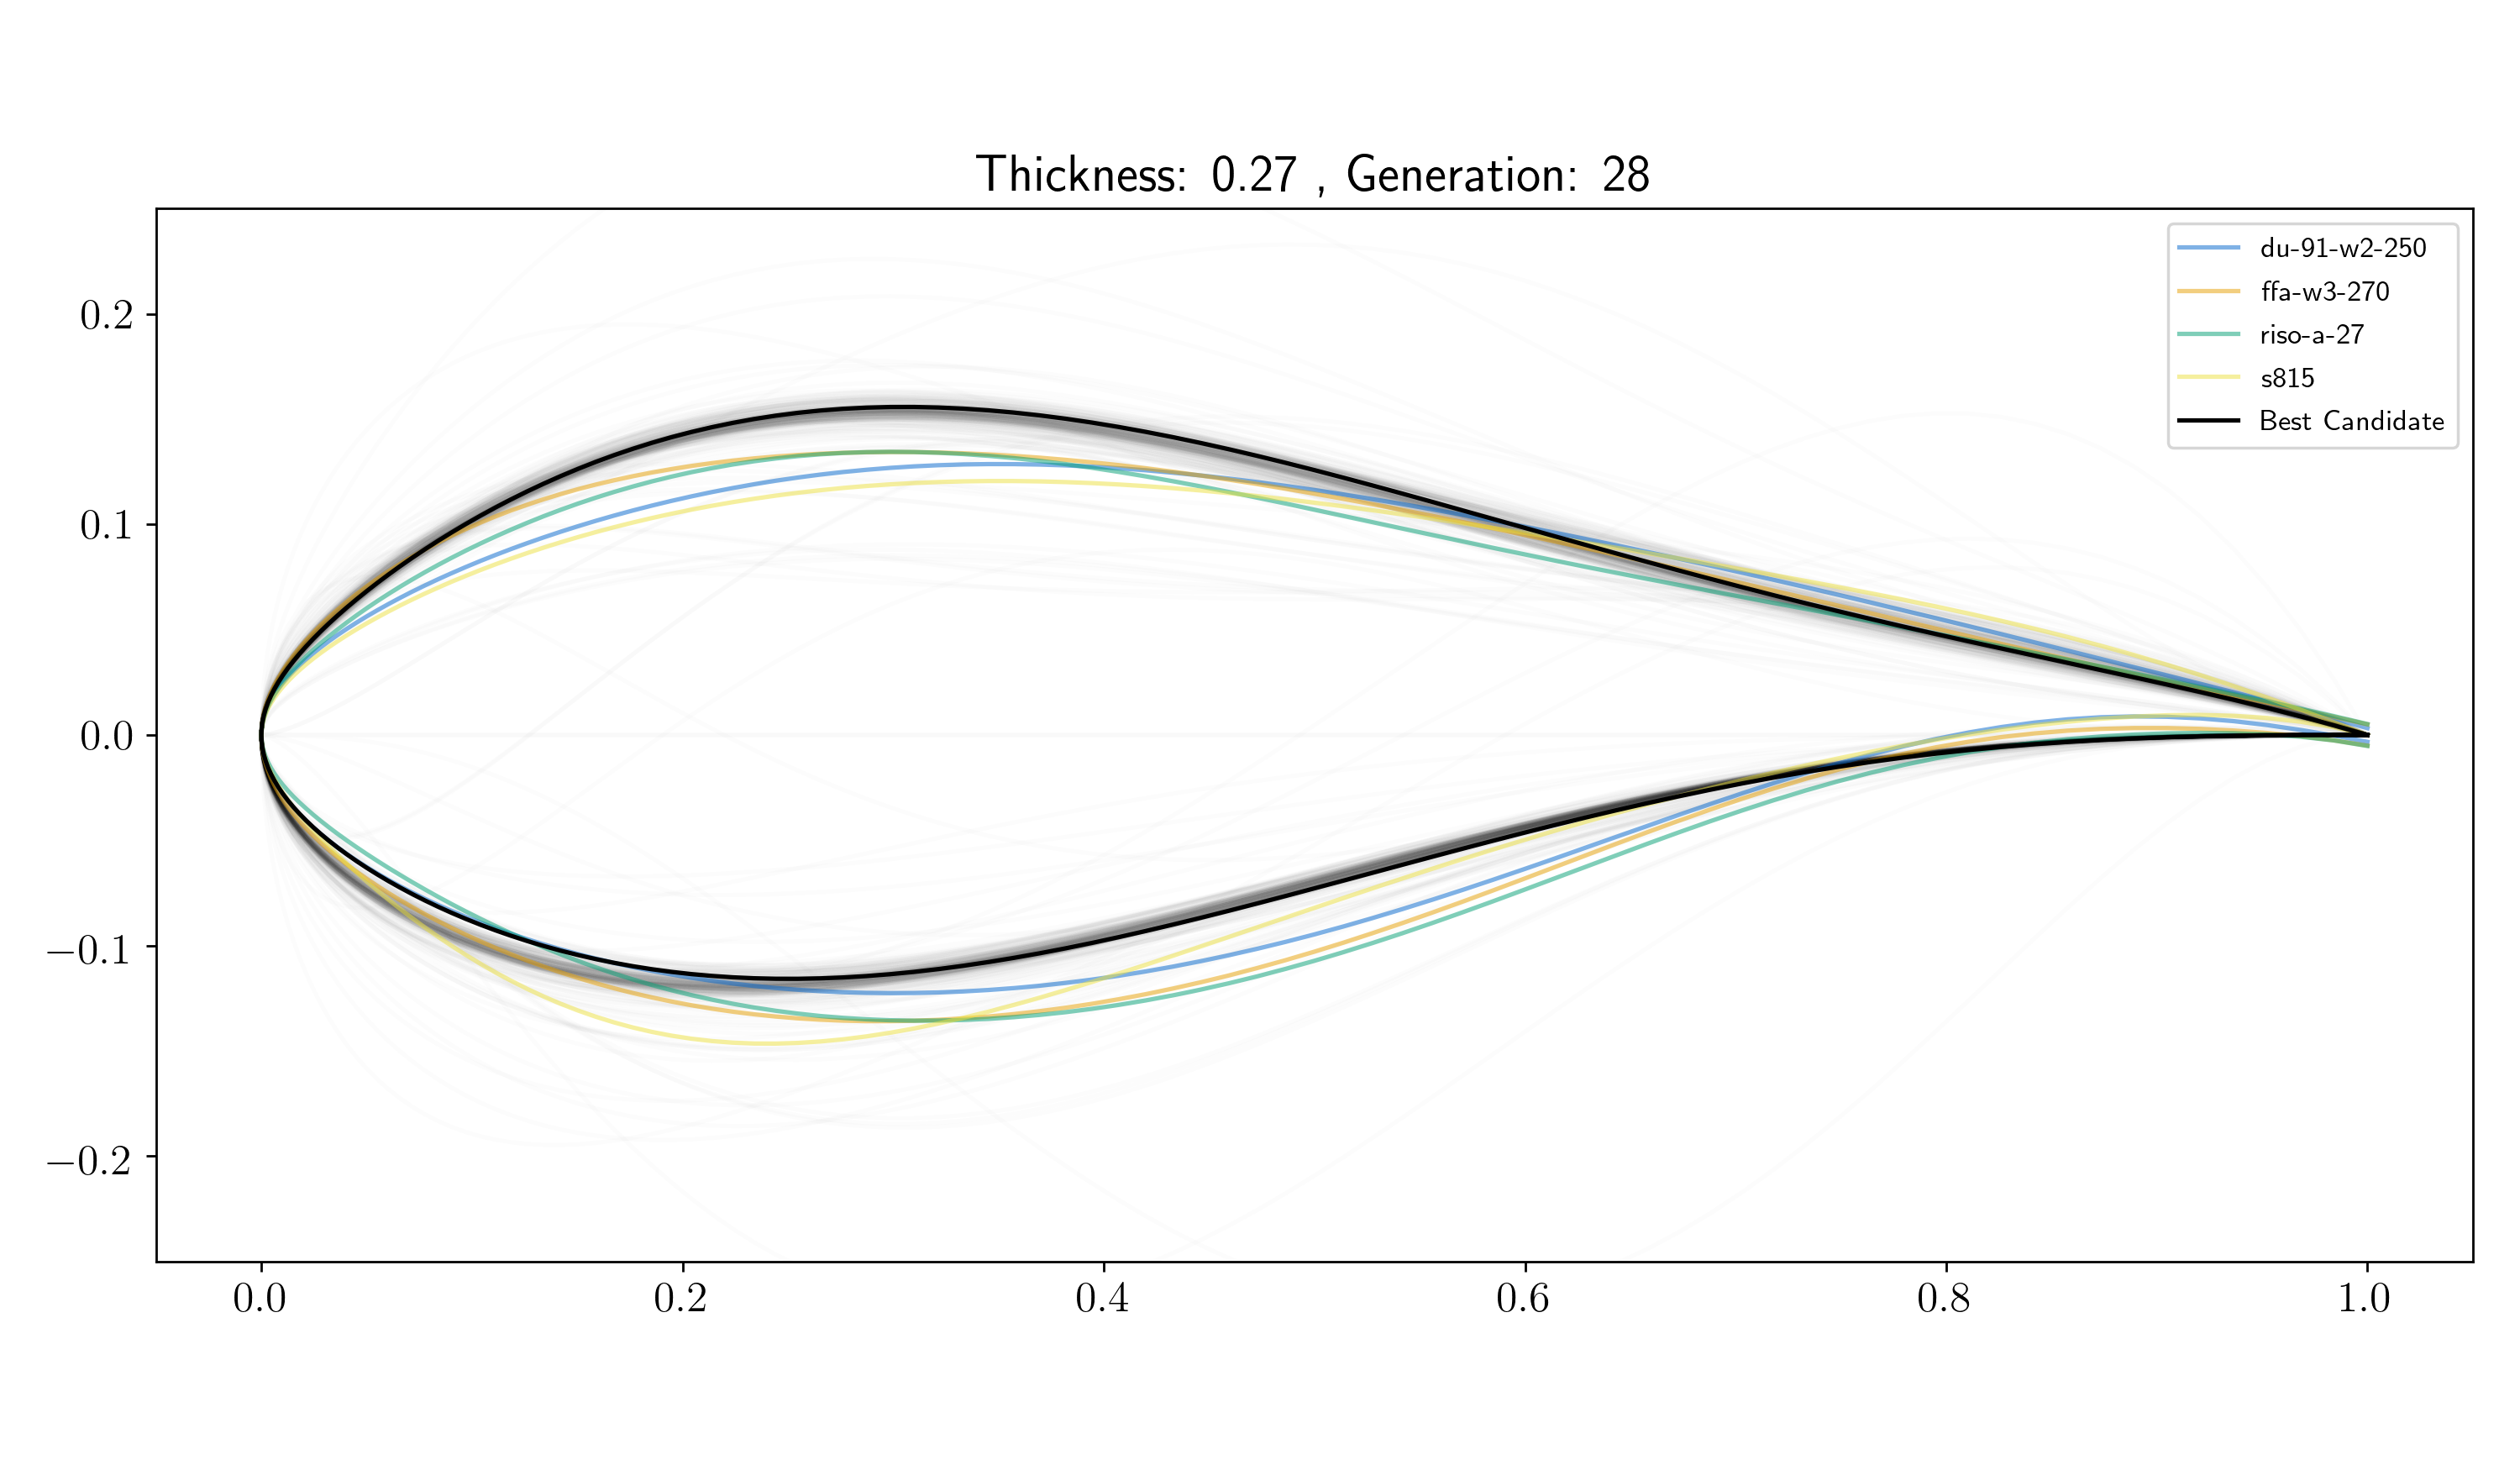 Thickness: 0.27 , Generation: 28
du-91-w2-250
ffa-w3-270
riso-a-27
s815
Best Candidate
0.2
0.1
0.0
−0.1
−0.2
0.0 0.2 0.4 0.6 0.8 1.0